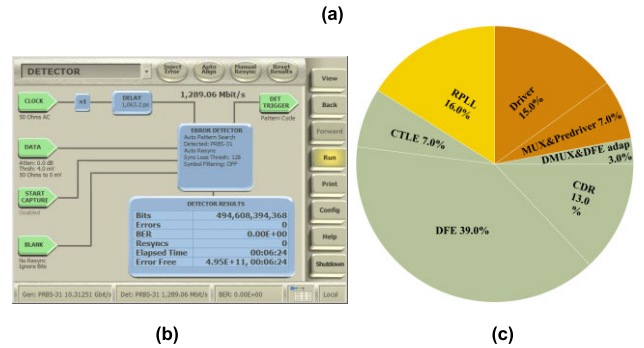 (a)
DETECTOR
Inject Error
Auto Align
Manual Resync
Reset Results
View
Back
Forward
Run
Print
Config
Help
Shutdown
CLOCK
50 Ohms AC
x1
DELAY
1,063.2 ps
1,289.06 Mbit/s
DET TRIGGER
Pattern Code
DATA
Atten: 0.0 dB
Thsh: 4.0 mV
50 Ohms to 0 mV
START CAPTURE
Disabled
BLANK
No Resync
Ignore Bits
ERROR DETECTOR
Auto Pattern Search
Detected: PRBS-31
Auto Resync
Sync Loss Thresh: 128
Symbol Filtering: OFF
DETECTOR RESULTS
Bits 494,608,394,368
Errors 0
BER 0.00E+00
Resyncs 0
Elapsed Time 00:06:24
Error Free 4.95E+11, 00:06:24
Gen: PRBS-31 10.31251 Gbit/s
Det: PRBS-31 1,289.06 Mbit/s
BER: 0.00E+00
Local
(b)
RPLL
16.0%
Driver
15.0%
MUX&Predriver 7.0%
DMUX&DFE adap
3.0%
CDR
13.0
%
DFE 39.0%
CTLE 7.0%
(c)